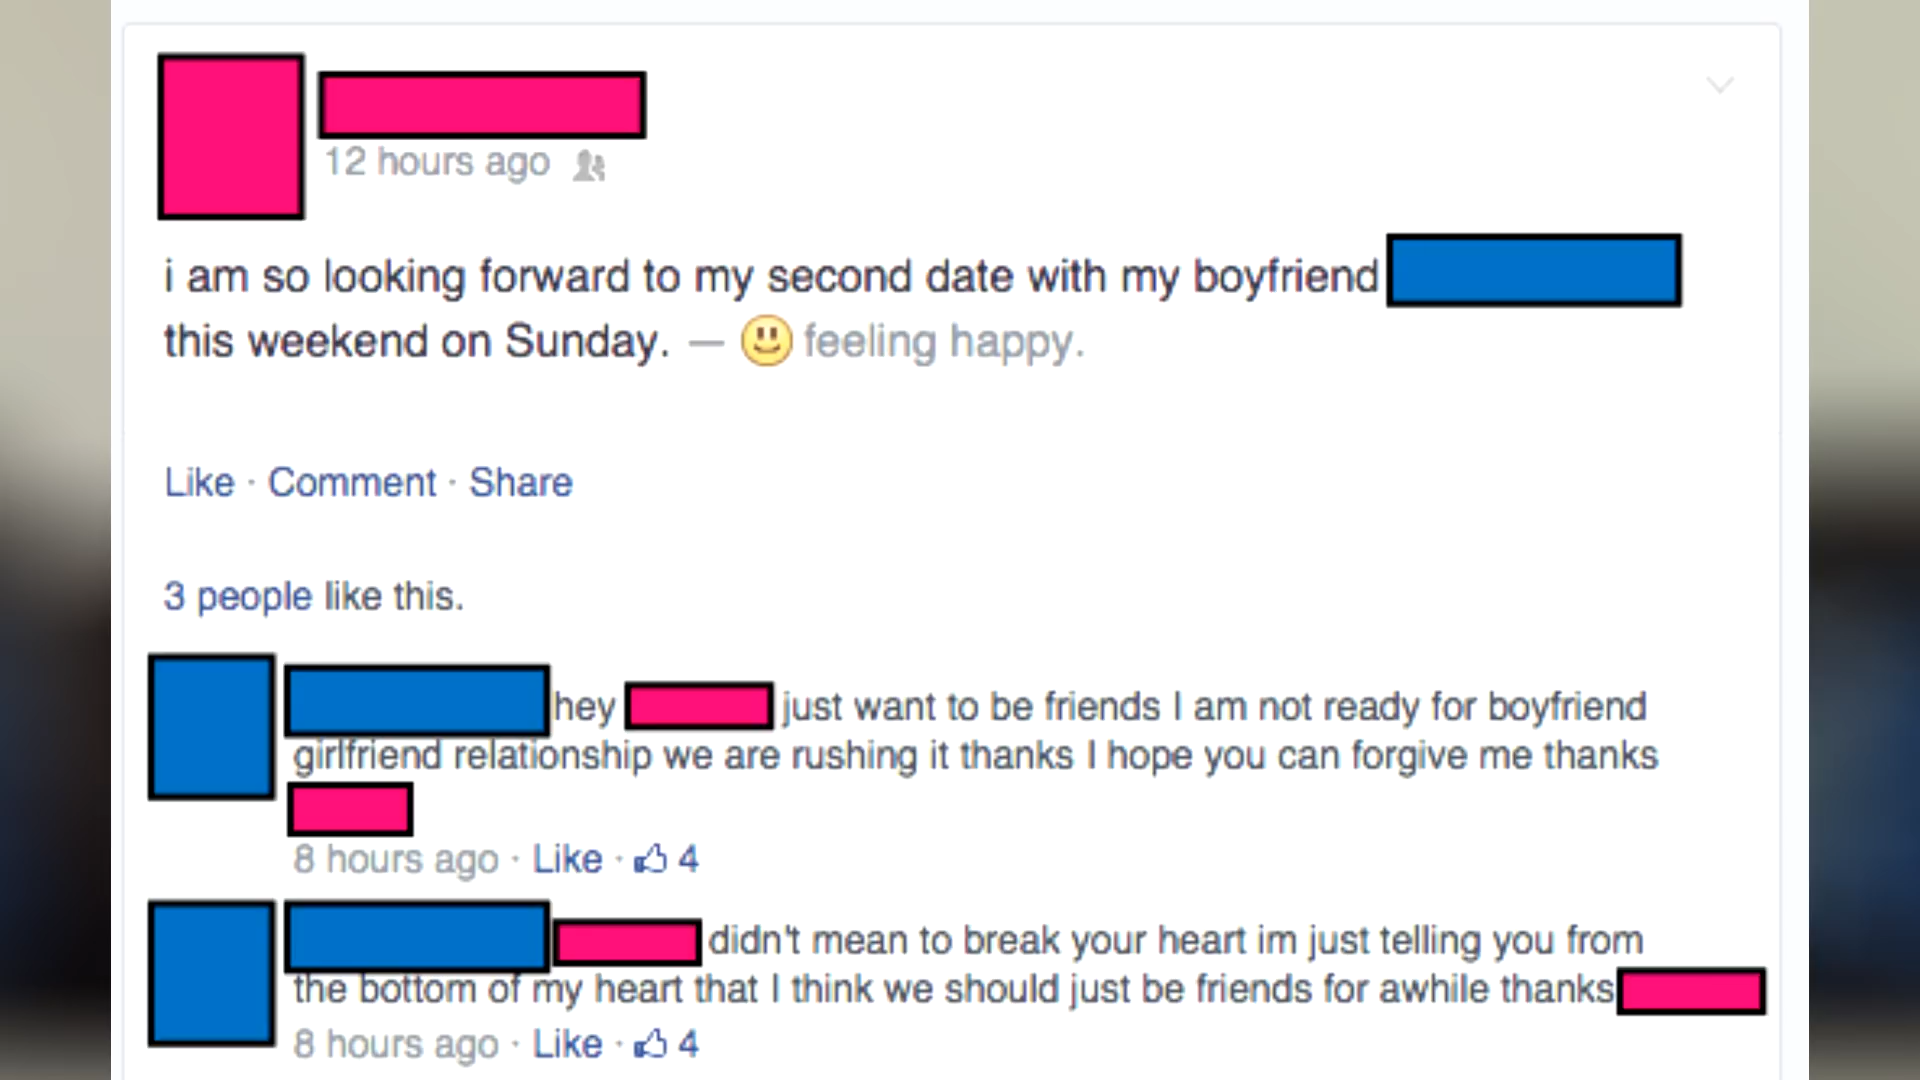 12 hours ago
i am so looking forward to my second date with my boyfriend
this weekend on Sunday. — feeling happy.
Like · Comment · Share
3 people like this.
hey just want to be friends I am not ready for boyfriend
girlfriend relationship we are rushing it thanks I hope you can forgive me thanks
8 hours ago · Like · 4
didn't mean to break your heart im just telling you from
the bottom of my heart that I think we should just be friends for awhile thanks
8 hours ago · Like · 4